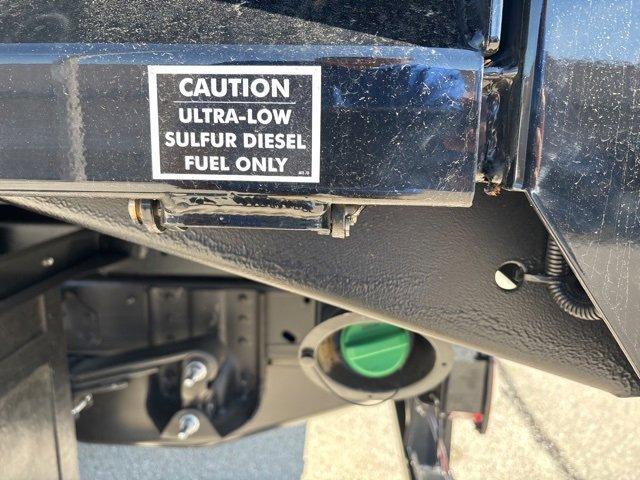 CAUTION
ULTRA-LOW
SULFUR DIESEL
FUEL ONLY